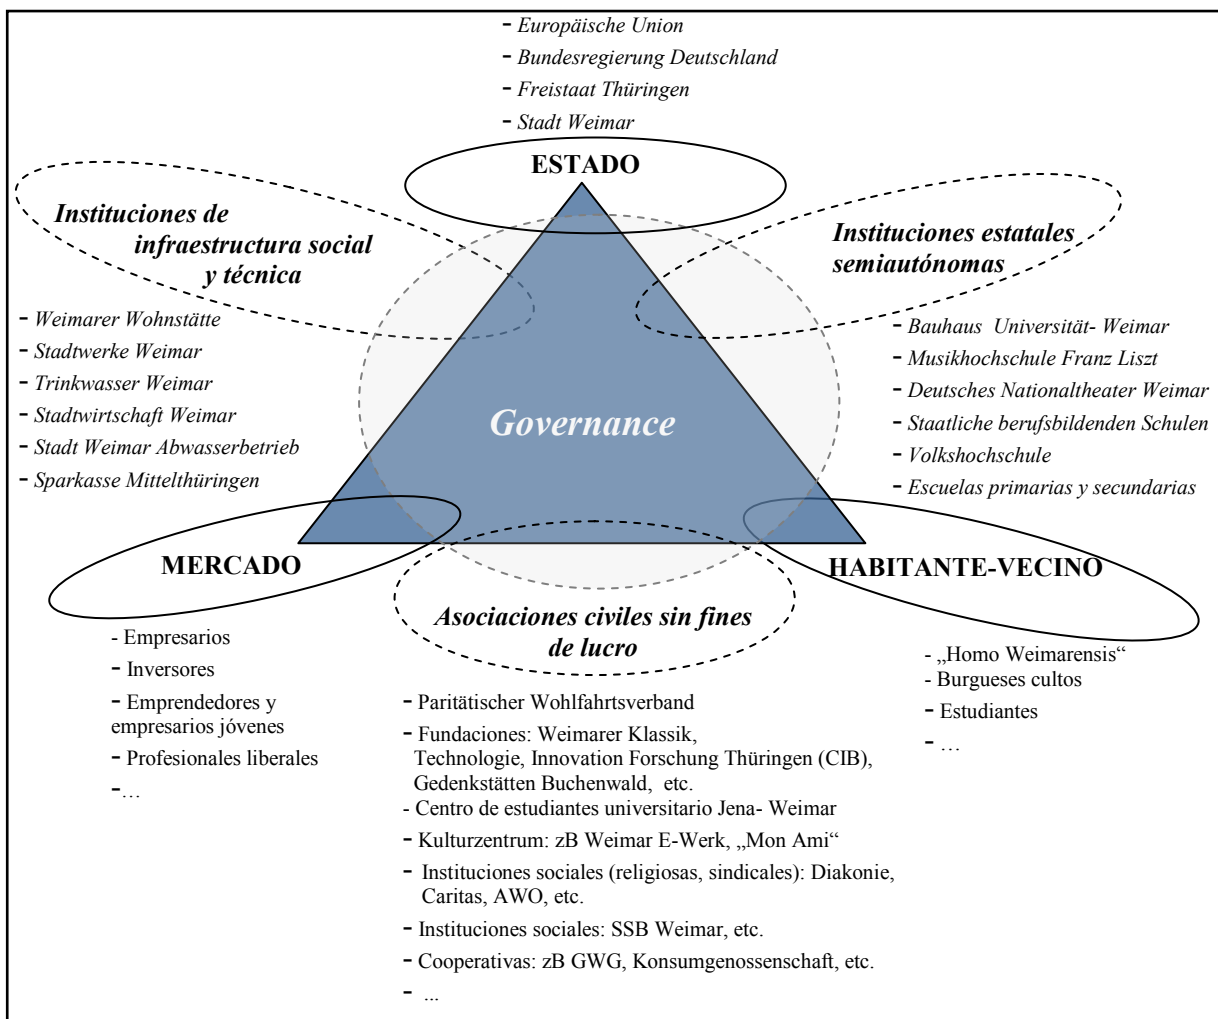 - Europäische Union
- Bundesregierung Deutschland
- Freistaat Thüringen
- Stadt Weimar
ESTADO
Instituciones de
infraestructura social
y técnica
Instituciones estatales
semiautónomas
- Weimarer Wohnstätte
- Stadtwerke Weimar
- Trinkwasser Weimar
- Stadtwirtschaft Weimar
- Stadt Weimar Abwasserbetrieb
- Sparkasse Mittelthüringen
- Bauhaus Universität- Weimar
- Musikhochschule Franz Liszt
- Deutsches Nationaltheater Weimar
- Staatliche berufsbildenden Schulen
- Volkshochschule
- Escuelas primarias y secundarias
Governance
MERCADO
HABITANTE-VECINO
Asociaciones civiles sin fines
de lucro
- Empresarios
- Inversores
- Emprendedores y
empresarios jóvenes
- Profesionales liberales
-...
- Paritätischer Wohlfahrtsverband
- Fundaciones: Weimarer Klassik,
Technologie, Innovation Forschung Thüringen (CIB),
Gedenkstätten Buchenwald, etc.
- Centro de estudiantes universitario Jena- Weimar
- Kulturzentrum: zB Weimar E-Werk, „Mon Ami“
- Instituciones sociales (religiosas, sindicales): Diakonie,
Caritas, AWO, etc.
- Instituciones sociales: SSB Weimar, etc.
- Cooperativas: zB GWG, Konsumgenossenschaft, etc.
- ...
- „Homo Weimarensis“
- Burgueses cultos
- Estudiantes
- ...